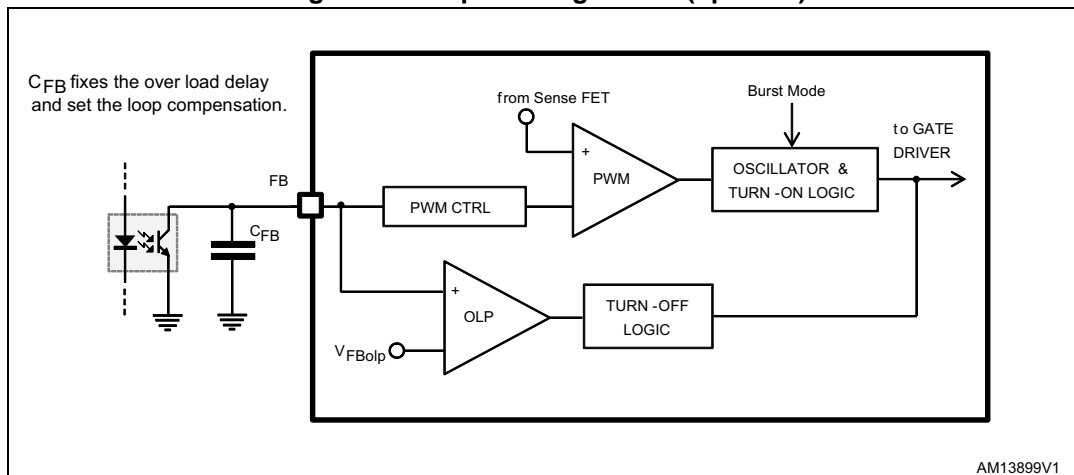 C_FB fixes the over load delay
and set the loop compensation.
from Sense FET
Burst Mode
to GATE
DRIVER
+
PWM
OSCILLATOR &
TURN -ON LOGIC
FB
PWM CTRL
C_FB
+
OLP
TURN -OFF
LOGIC
V_FBolp
AM13899V1